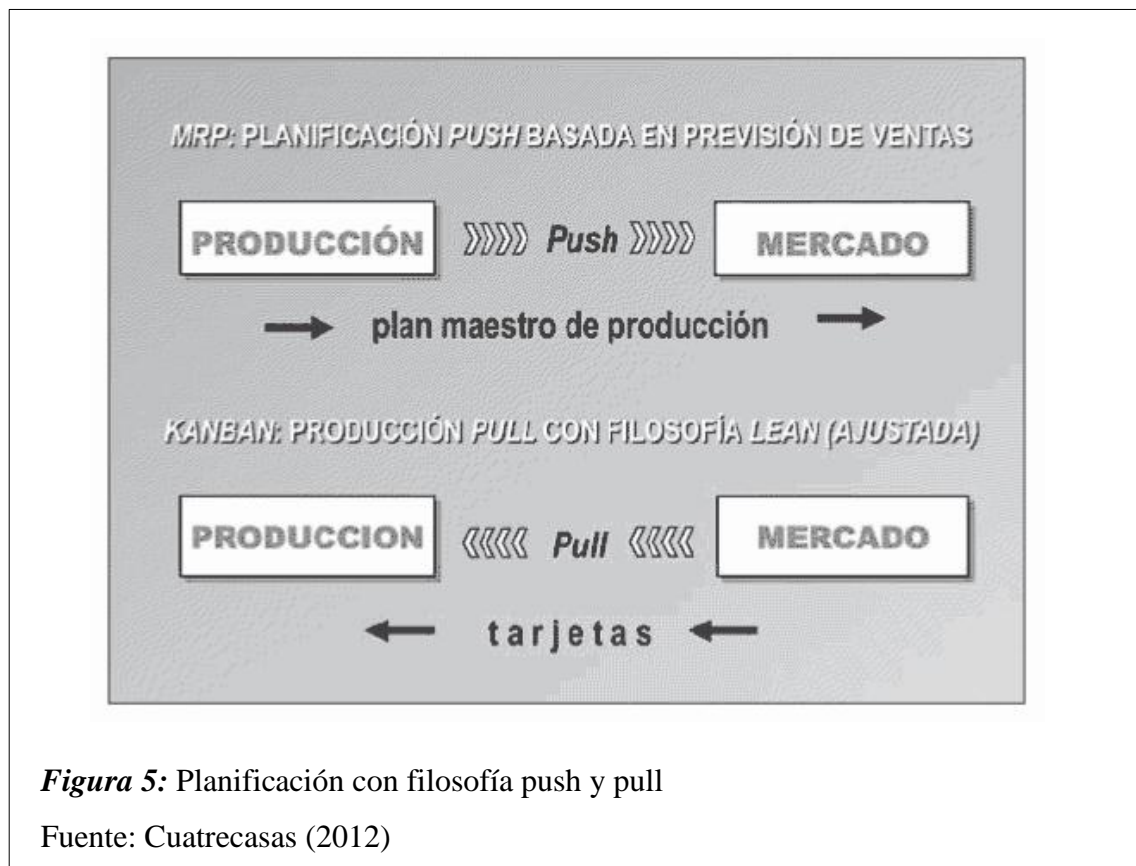 MRP: PLANIFICACIÓN PUSH BASADA EN PREVISIÓN DE VENTAS
PRODUCCIÓN Push MERCADO
plan maestro de producción
KANBAN: PRODUCCIÓN PULL CON FILOSOFÍA LEAN (AJUSTADA)
PRODUCCION Pull MERCADO
tarjetas
Figura 5: Planificación con filosofía push y pull
Fuente: Cuatrecasas (2012)